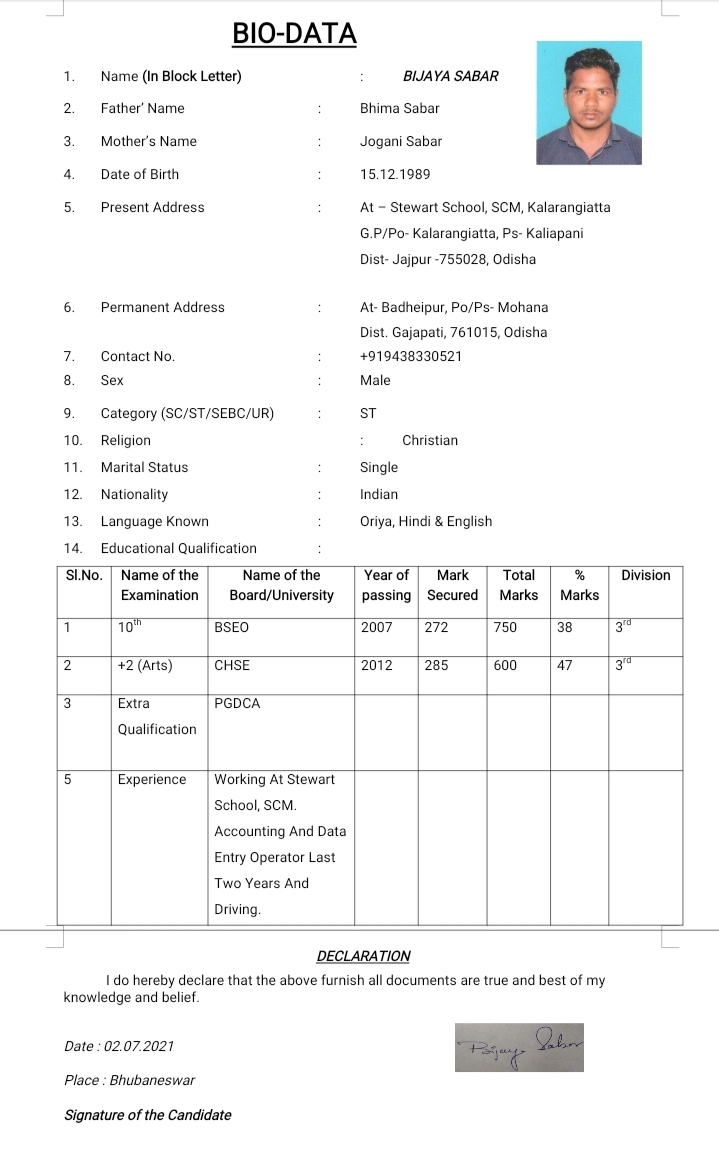 BIO-DATA
1. Name (In Block Letter) : BIJAYA SABAR
2. Father’ Name : Bhima Sabar
3. Mother’s Name : Jogani Sabar
4. Date of Birth : 15.12.1989
5. Present Address : At – Stewart School, SCM, Kalarangiatta
G.P/Po- Kalarangiatta, Ps- Kaliapani
Dist- Jajpur -755028, Odisha
6. Permanent Address : At- Badheipur, Po/Ps- Mohana
Dist. Gajapati, 761015, Odisha
7. Contact No. : +919438330521
8. Sex : Male
9. Category (SC/ST/SEBC/UR) : ST
10. Religion : Christian
11. Marital Status : Single
12. Nationality : Indian
13. Language Known : Oriya, Hindi & English
14. Educational Qualification :
Sl.No. Name of the Name of the Year of Mark Total % Division
Examination Board/University passing Secured Marks Marks
1 10th BSEO 2007 272 750 38 3rd
2 +2 (Arts) CHSE 2012 285 600 47 3rd
3 Extra PGDCA
Qualification
5 Experience Working At Stewart
School, SCM.
Accounting And Data
Entry Operator Last
Two Years And
Driving.
DECLARATION
I do hereby declare that the above furnish all documents are true and best of my
knowledge and belief.
Date : 02.07.2021
Bijaya Sabar
Place : Bhubaneswar
Signature of the Candidate